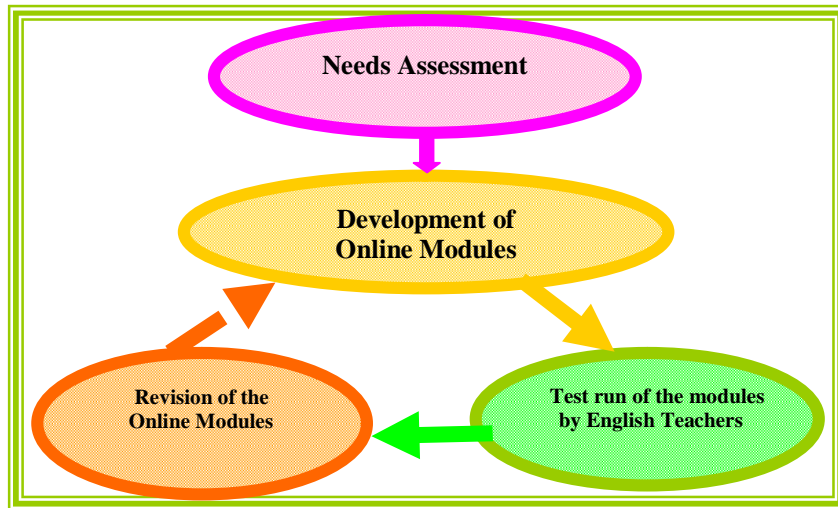 Needs Assessment
Development of
Online Modules
Revision of the
Online Modules
Test run of the modules
by English Teachers